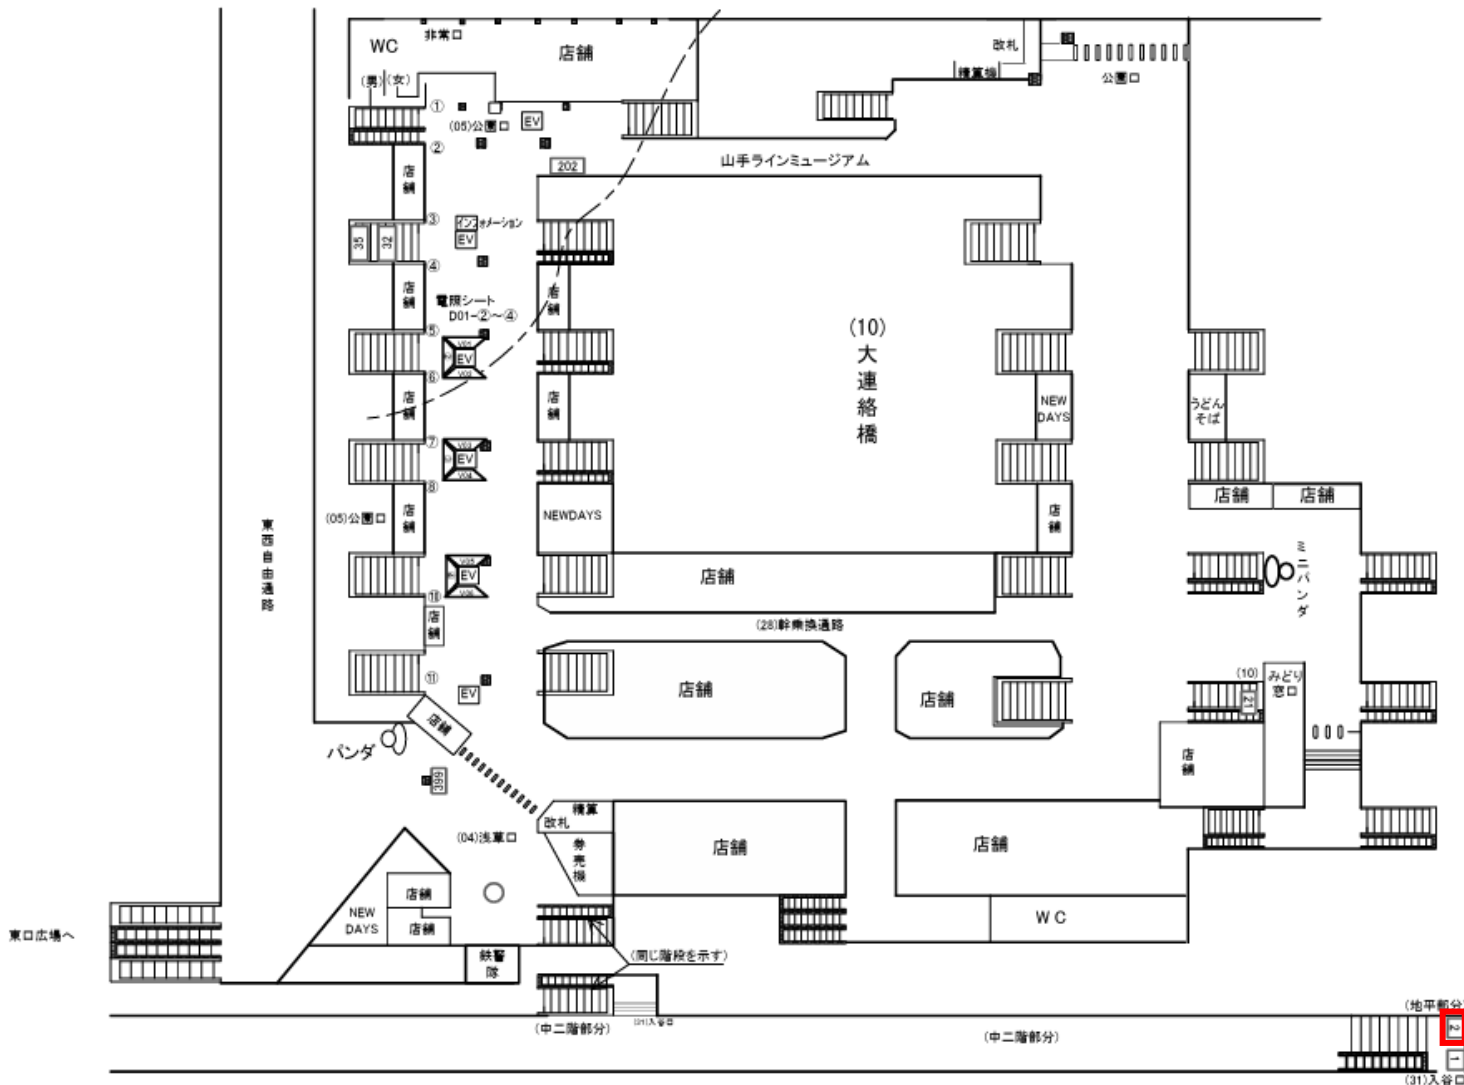 WC
非常口
店舗
改札
精算機
公園口
(男)(女)
①
(05)公園口
EV
②
202
山手ラインミュージアム
店舗
③
インフォメーション
EV
35
32
④
店舗
電照シート
D01-②~④
店舗
(10)
大連絡橋
⑤
V01
EV
V02
⑥
店舗
店舗
NEW
DAYS
うどん
そば
⑦
V03
EV
V04
⑧
店舗
(05)公園口
NEWDAYS
店舗
店舗
店舗
東西自由通路
ミニパンダ
V05
EV
V06
店舗
⑩
店舗
(28)幹乗換通路
⑪
EV
店舗
店舗
(10)
21
みどり
窓口
店舗
パンダ
399
店舗
(04)浅草口
精算
改札
券売機
店舗
店舗
店舗
NEW
DAYS
店舗
WC
東口広場へ
鉄警隊
(同じ階段を示す)
(31)入谷口
(中二階部分)
(中二階部分)
(地平部分)
2
1
(31)入谷口